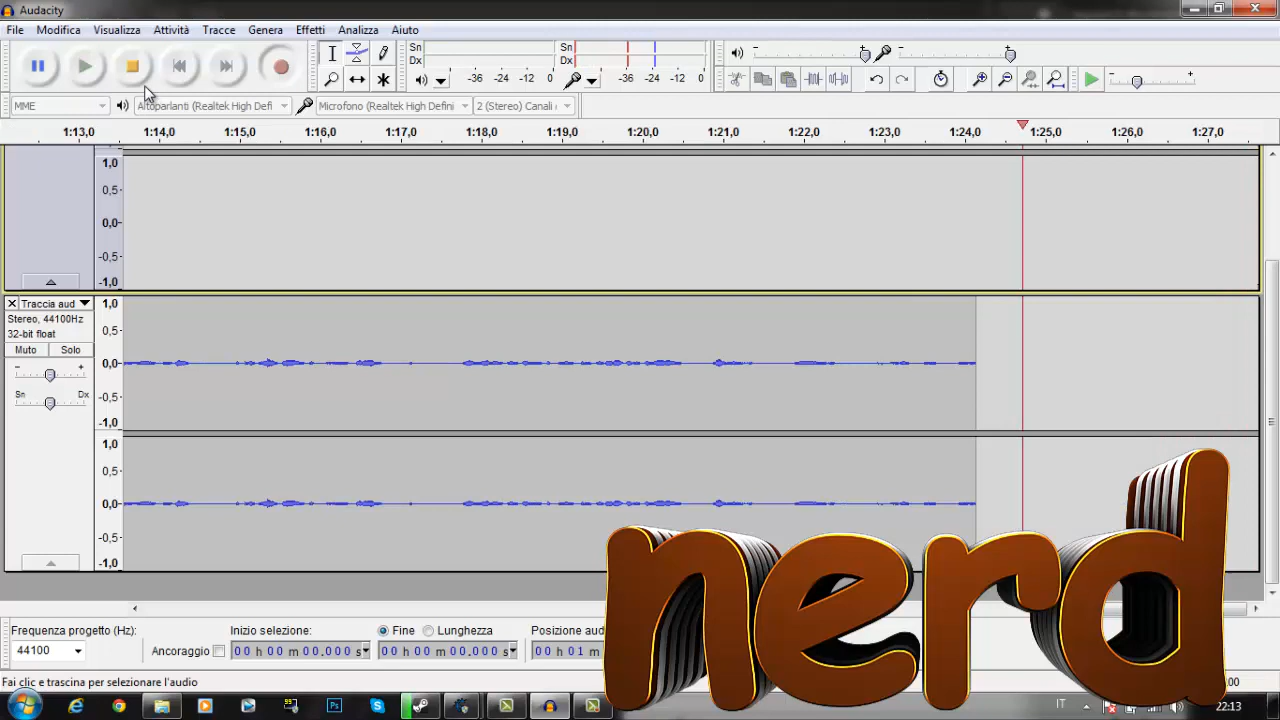 Audacity
File Modifica Visualizza Attività Tracce Genera Effetti Analizza Aiuto
Sn
Dx
-36 -24 -12 0
Sn
Dx
-36 -24 -12 0
MME
Altoparlanti (Realtek High Defi
Microfono (Realtek High Defini
2 (Stereo) Canali
1:13,0 1:14,0 1:15,0 1:16,0 1:17,0 1:18,0 1:19,0 1:20,0 1:21,0 1:22,0 1:23,0 1:24,0 1:25,0 1:26,0 1:27,0
1,0
0,5
0,0
-0,5
-1,0
Traccia aud
Stereo, 44100Hz
32-bit float
Muto Solo
- +
Sn Dx
1,0
0,5
0,0
-0,5
-1,0
1,0
0,5
0,0
-0,5
-1,0
nerd
Frequenza progetto (Hz):
44100
Ancoraggio
Inizio selezione:
00 h 00 m 00.000 s
Fine Lunghezza
00 h 00 m 00.000 s
Posizione aud
00 h 01 m
Fai clic e trascina per selezionare l'audio
:00
IT
22:13